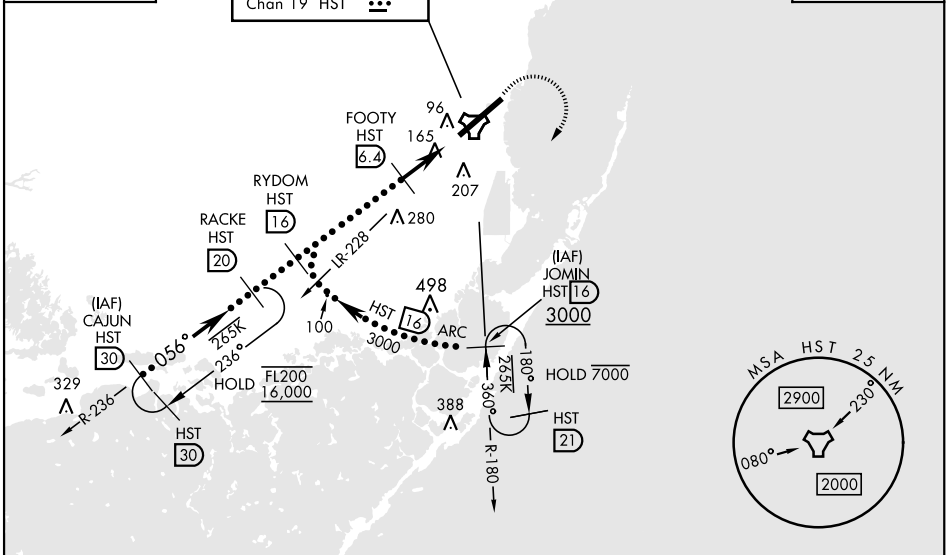 Chan 19 HST
96
165
FOOTY
HST
6.4
207
RYDOM
HST
16
280
RACKE
HST
20
LR-228
(IAF)
JOMIN
HST 16
3000
498
HST 16 ARC
3000
100
(IAF)
CAJUN
HST
30
056°
265K
236°
HOLD FL200
16,000
329
R-236
HST
30
265K
180°
HOLD 7000
360°
388
HST
21
R-180
MSA HST 25 NM
2900
230°
080°
2000